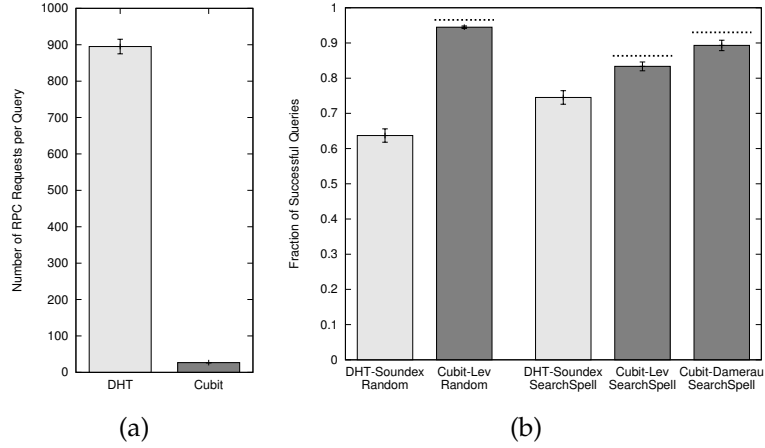 Number of RPC Requests per Query
1000
900
800
700
600
500
400
300
200
100
0
DHT
Cubit
(a)
Fraction of Successful Queries
1
0.9
0.8
0.7
0.6
0.5
0.4
0.3
0.2
0.1
0
DHT-Soundex
Random
Cubit-Lev
Random
DHT-Soundex
SearchSpell
Cubit-Lev
SearchSpell
Cubit-Damerau
SearchSpell
(b)